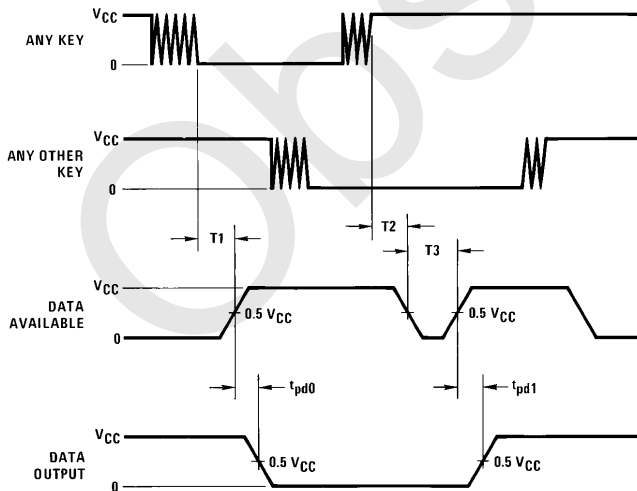 VCC
ANY KEY
0
VCC
ANY OTHER
KEY
0
T1
T2
T3
VCC
DATA
AVAILABLE
0
0.5 VCC
0.5 VCC
tpd0
tpd1
VCC
DATA
OUTPUT
0
0.5 VCC
0.5 VCC